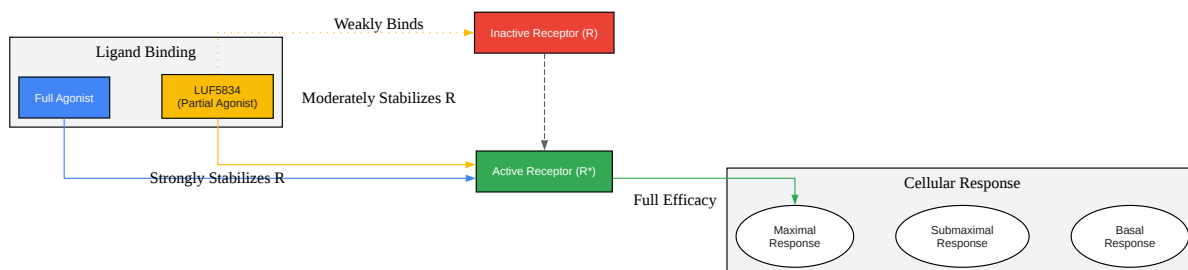 Weakly Binds
Inactive Receptor (R)
Ligand Binding
Full Agonist
LUF5834
(Partial Agonist)
Moderately Stabilizes R
Strongly Stabilizes R
Active Receptor (R*)
Full Efficacy
Cellular Response
Maximal
Response
Submaximal
Response
Basal
Response